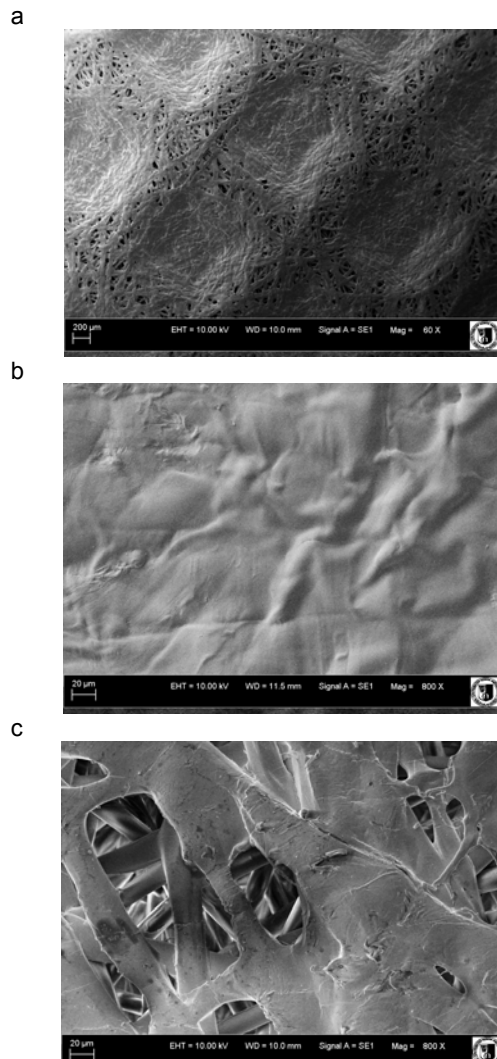 a
200 µm EHT = 10.00 kV WD = 10.0 mm Signal A = SE1 Mag = 60 X
b
20 µm EHT = 10.00 kV WD = 11.5 mm Signal A = SE1 Mag = 800 X
c
20 µm EHT = 10.00 kV WD = 10.0 mm Signal A = SE1 Mag = 800 X